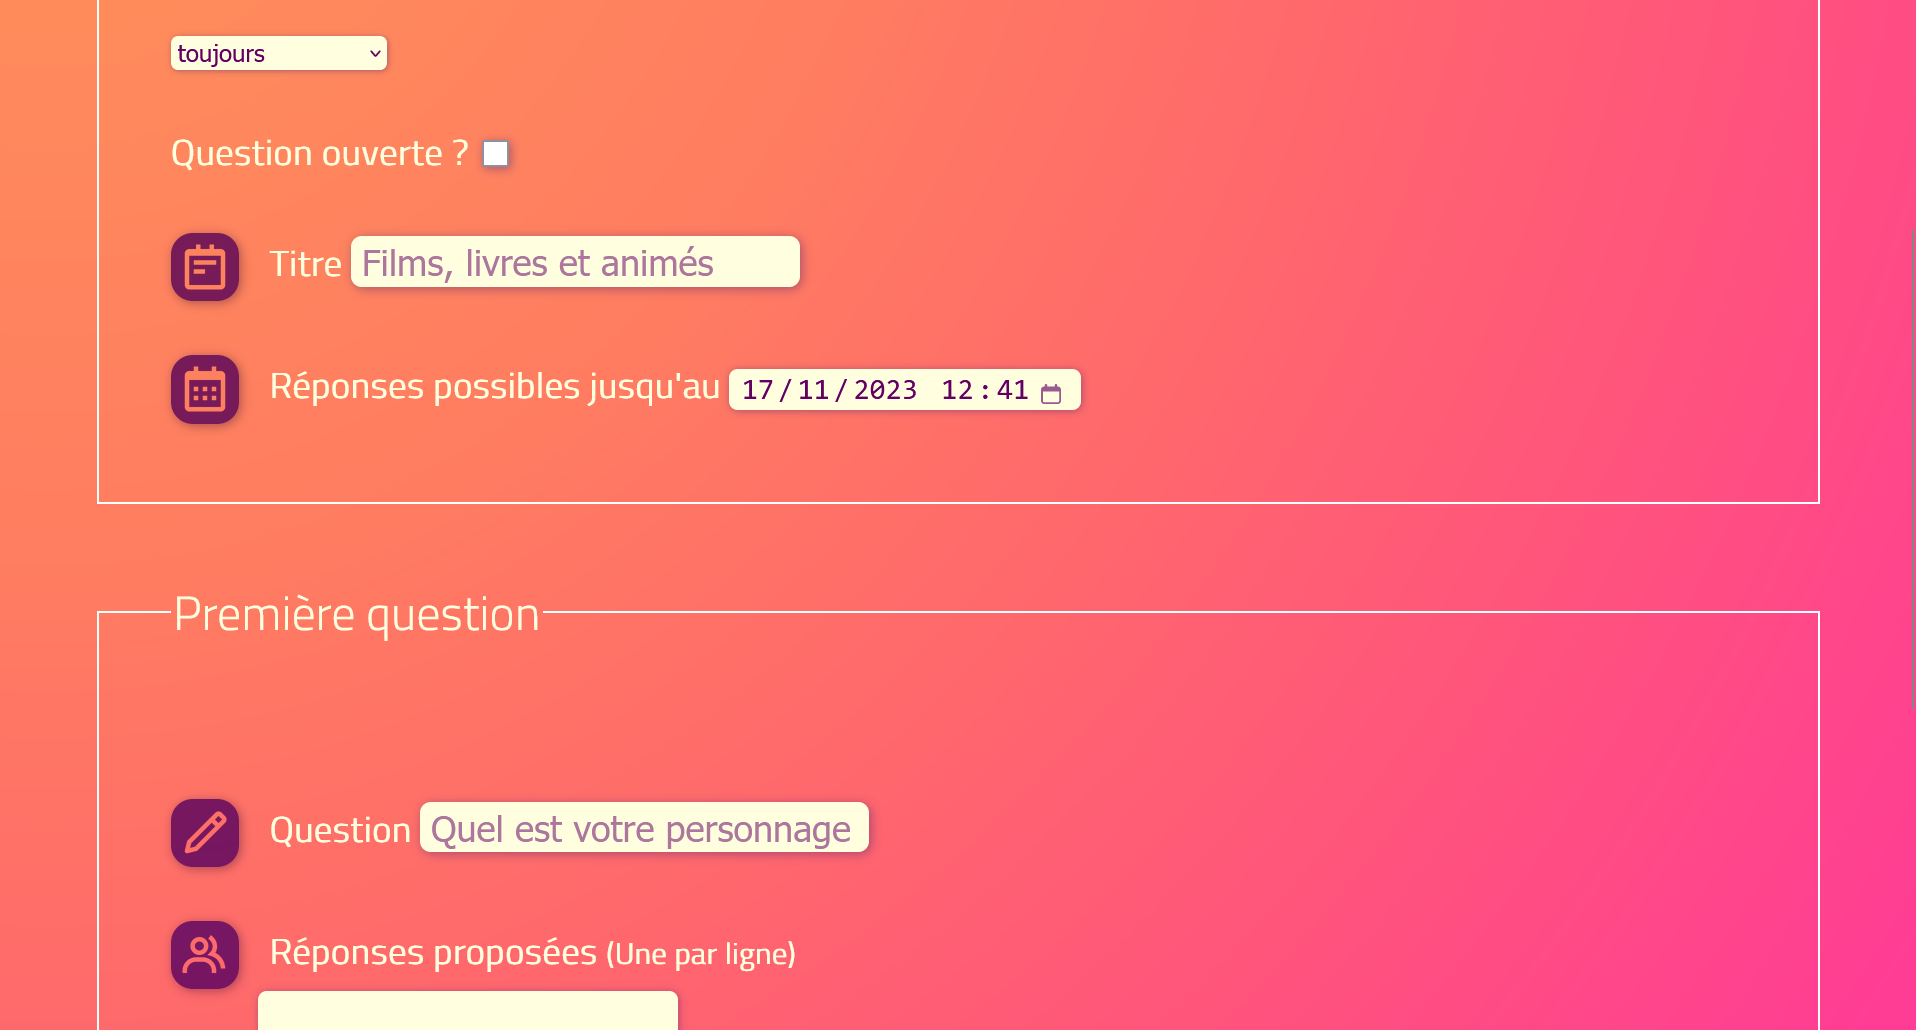 toujours
Question ouverte ?
Titre Films, livres et animés
Réponses possibles jusqu'au 17/11/2023 12:41
Première question
Question Quel est votre personnage
Réponses proposées (Une par ligne)